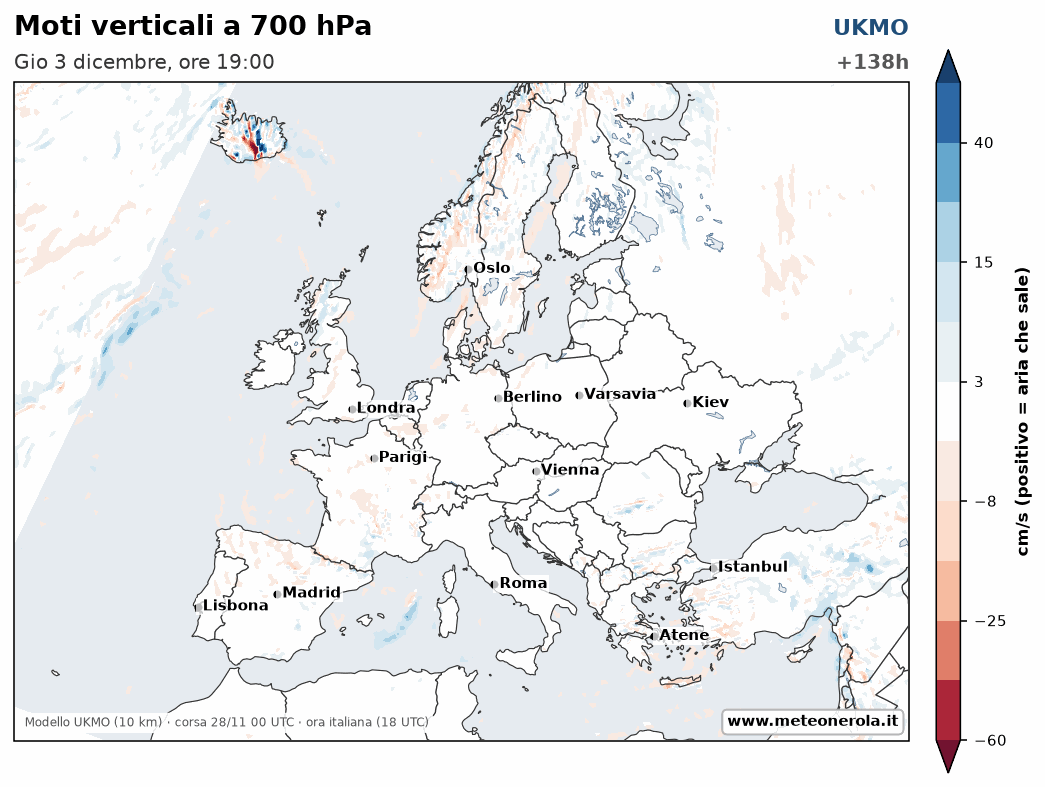 Moti verticali a 700 hPa
UKMO
Gio 3 dicembre, ore 19:00
+138h
40
15
3
−8
−25
−60
cm/s (positivo = aria che sale)
Oslo
Londra
Berlino
Varsavia
Kiev
Parigi
Vienna
Istanbul
Roma
Madrid
Lisbona
Atene
Modello UKMO (10 km) · corsa 28/11 00 UTC · ora italiana (18 UTC)
www.meteonerola.it